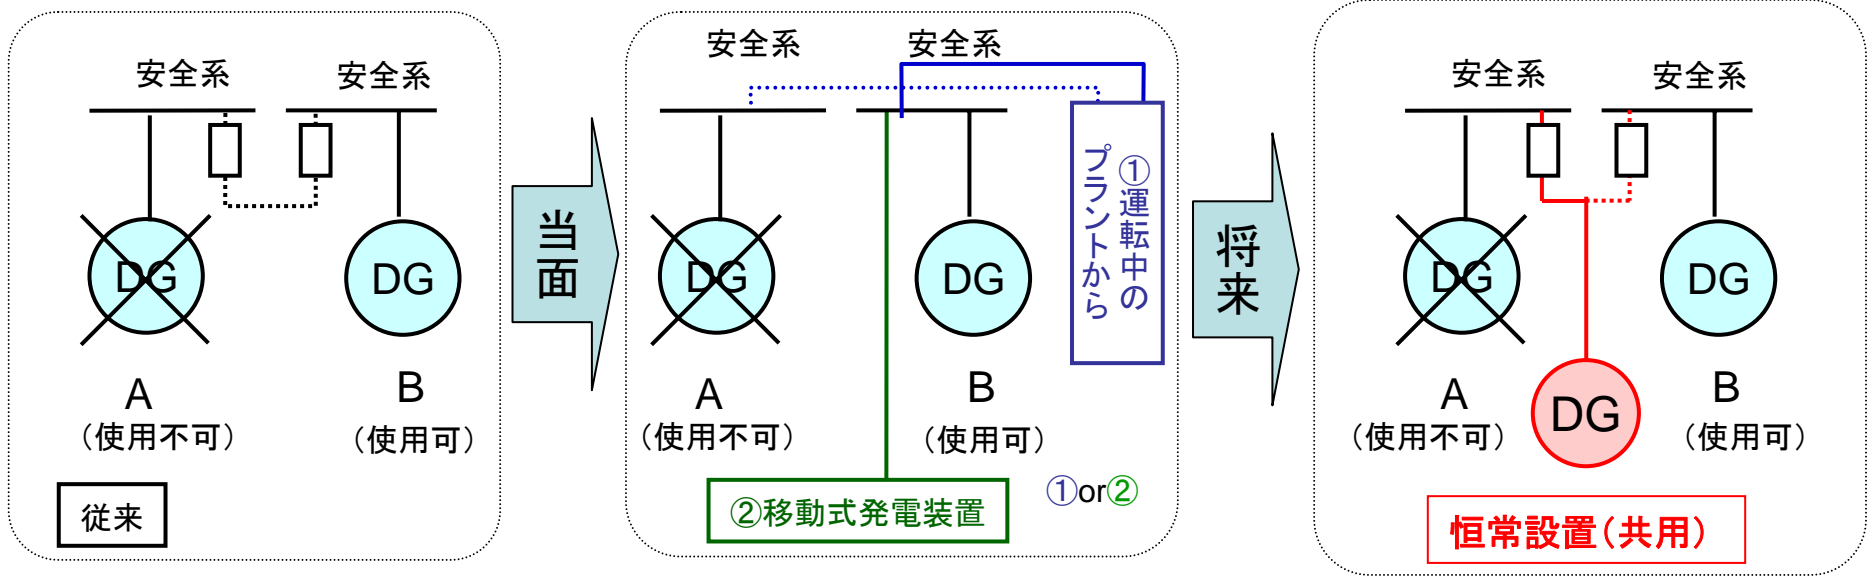 安全系
安全系
DG
DG
A
(使用不可)
B
(使用可)
従来
当面
安全系
安全系
DG
DG
①運転中の
プラントから
A
(使用不可)
B
(使用可)
②移動式発電装置
①or②
将来
安全系
安全系
DG
DG
DG
A
(使用不可)
B
(使用可)
恒常設置(共用)